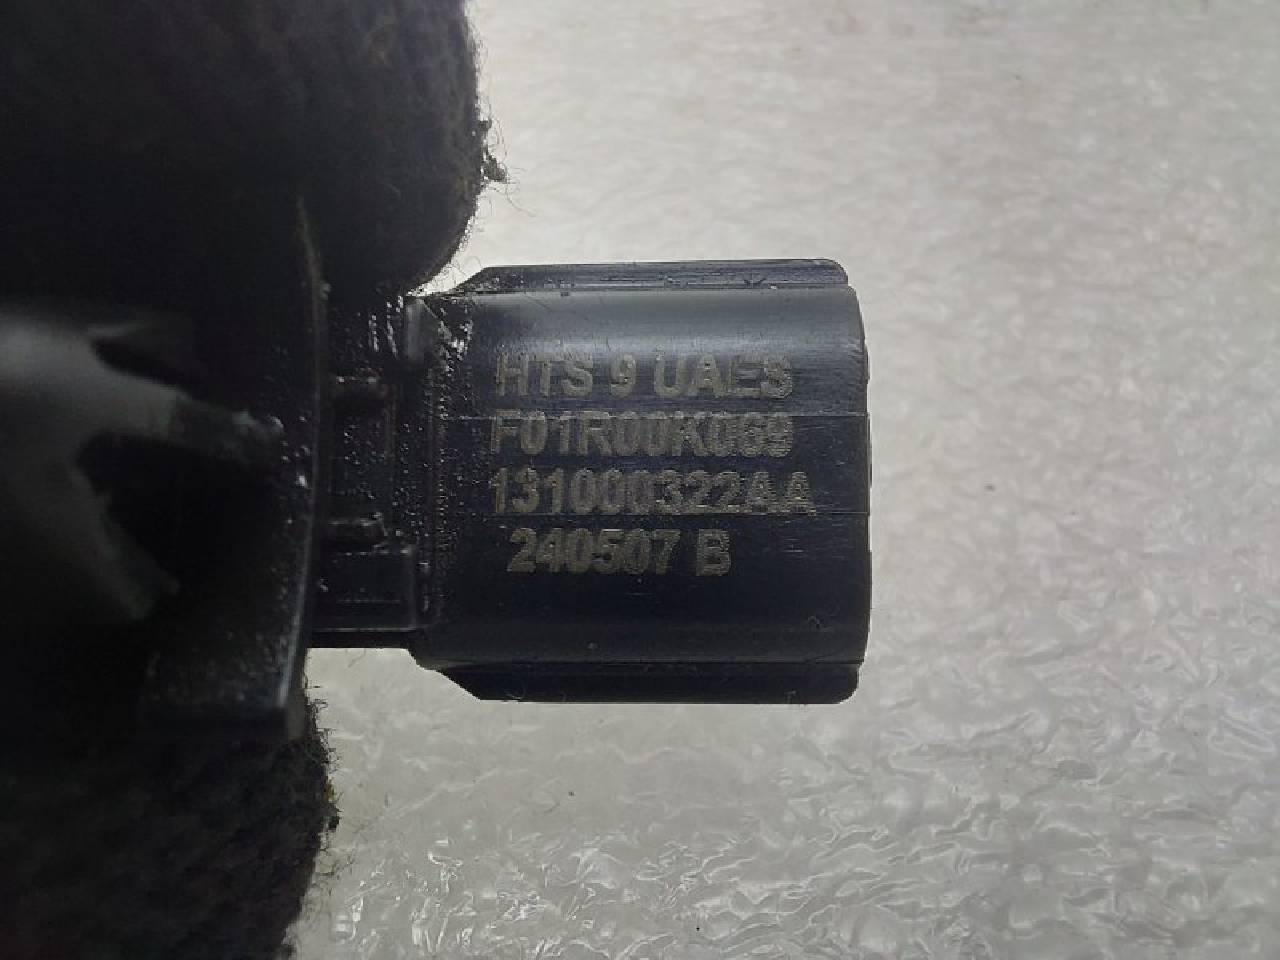 HTS 9 UAES
F01R00K069
131000322AA
240507 B